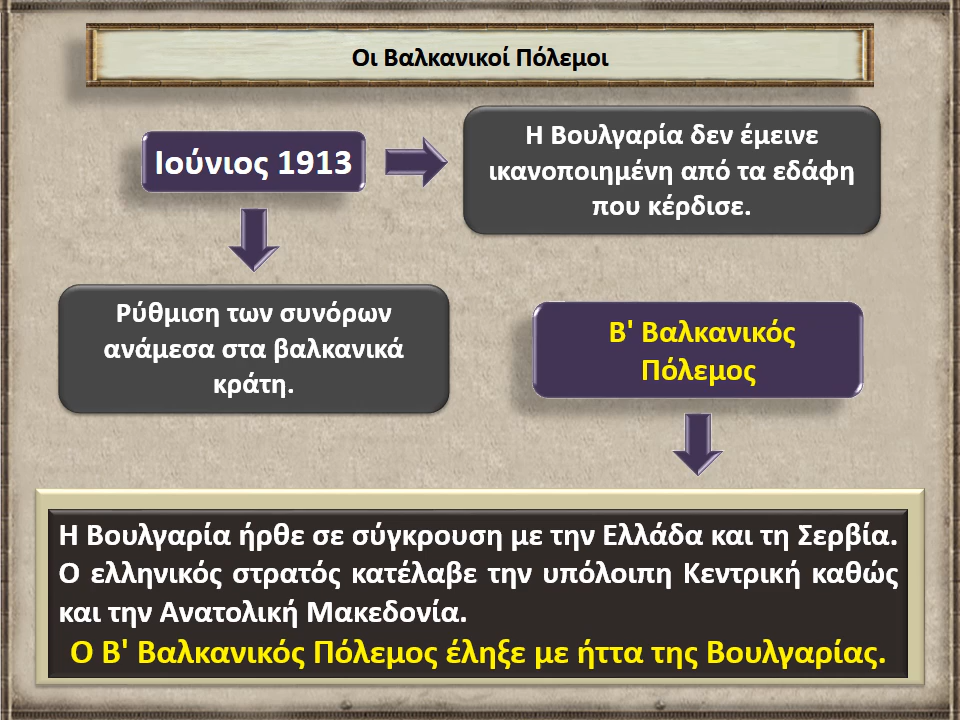 Οι Βαλκανικοί Πόλεμοι
Ιούνιος 1913
Η Βουλγαρία δεν έμεινε
ικανοποιημένη από τα εδάφη
που κέρδισε.
Ρύθμιση των συνόρων
ανάμεσα στα βαλκανικά
κράτη.
Β' Βαλκανικός
Πόλεμος
Η Βουλγαρία ήρθε σε σύγκρουση με την Ελλάδα και τη Σερβία.
Ο ελληνικός στρατός κατέλαβε την υπόλοιπη Κεντρική καθώς
και την Ανατολική Μακεδονία.
Ο Β' Βαλκανικός Πόλεμος έληξε με ήττα της Βουλγαρίας.